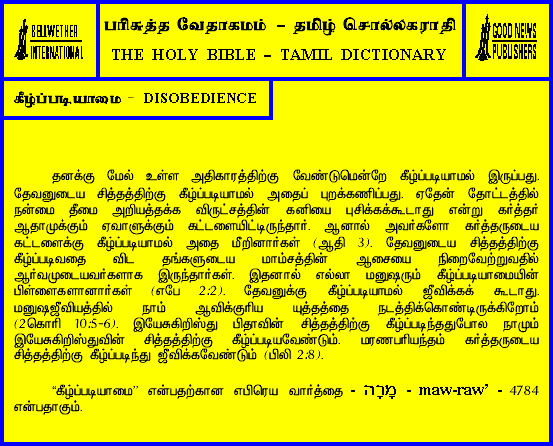 BELLWETHER
INTERNATIONAL
பரிசுத்த வேதாகமம் – தமிழ் சொல்லகராதி
THE HOLY BIBLE – TAMIL DICTIONARY
GOOD NEWS
PUBLISHERS
கீழ்ப்படியாமை – DISOBEDIENCE
தனக்கு மேல் உள்ள அதிகாரத்திற்கு வேண்டுமென்றே கீழ்ப்படியாமல் இருப்பது.
தேவனுடைய சித்தத்திற்கு கீழ்ப்படியாமல் அதைப் புறக்கணிப்பது. ஏதேன் தோட்டத்தில்
நன்மை தீமை அறியத்தக்க விருட்சத்தின் கனியை புசிக்கக்கூடாது என்று கர்த்தர்
ஆதாமுக்கும் ஏவாளுக்கும் கட்டளையிட்டிருந்தார். ஆனால் அவர்களோ கர்த்தருடைய
கட்டளைக்கு கீழ்ப்படியாமல் அதை மீறினார்கள் (ஆதி 3). தேவனுடைய சித்தத்திற்கு
கீழ்ப்படிவதை விட தங்களுடைய மாம்சத்தின் ஆசையை நிறைவேற்றுவதில்
ஆர்வமுடையவர்களாக இருந்தார்கள். இதனால் எல்லா மனுஷரும் கீழ்ப்படியாமையின்
பிள்ளைகளானார்கள் (எபே 2:2). தேவனுக்கு கீழ்ப்படியாமல் ஜீவிக்கக் கூடாது.
மனுஷஜீவியத்தில் நாம் ஆவிக்குரிய யுத்தத்தை நடத்திக்கொண்டிருக்கிறோம்
(2கொரி 10:5-6). இயேசுகிறிஸ்து பிதாவின் சித்தத்திற்கு கீழ்ப்படிந்ததுபோல நாமும்
இயேசுகிறிஸ்துவின் சித்தத்திற்கு கீழ்ப்படியவேண்டும். மரணபரியந்தம் கர்த்தருடைய
சித்தத்திற்கு கீழ்ப்படிந்து ஜீவிக்கவேண்டும் (பிலி 2:8).
“கீழ்ப்படியாமை” என்பதற்கான எபிரெய வார்த்தை - מָרָה - maw-raw’ - 4784
என்பதாகும்.